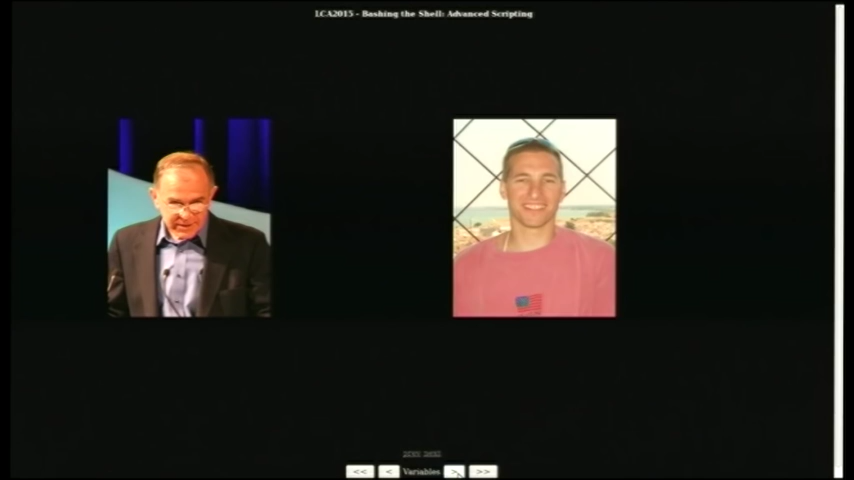 LCA2015 - Bashing the Shell: Advanced Scripting
<< < Variables > >>